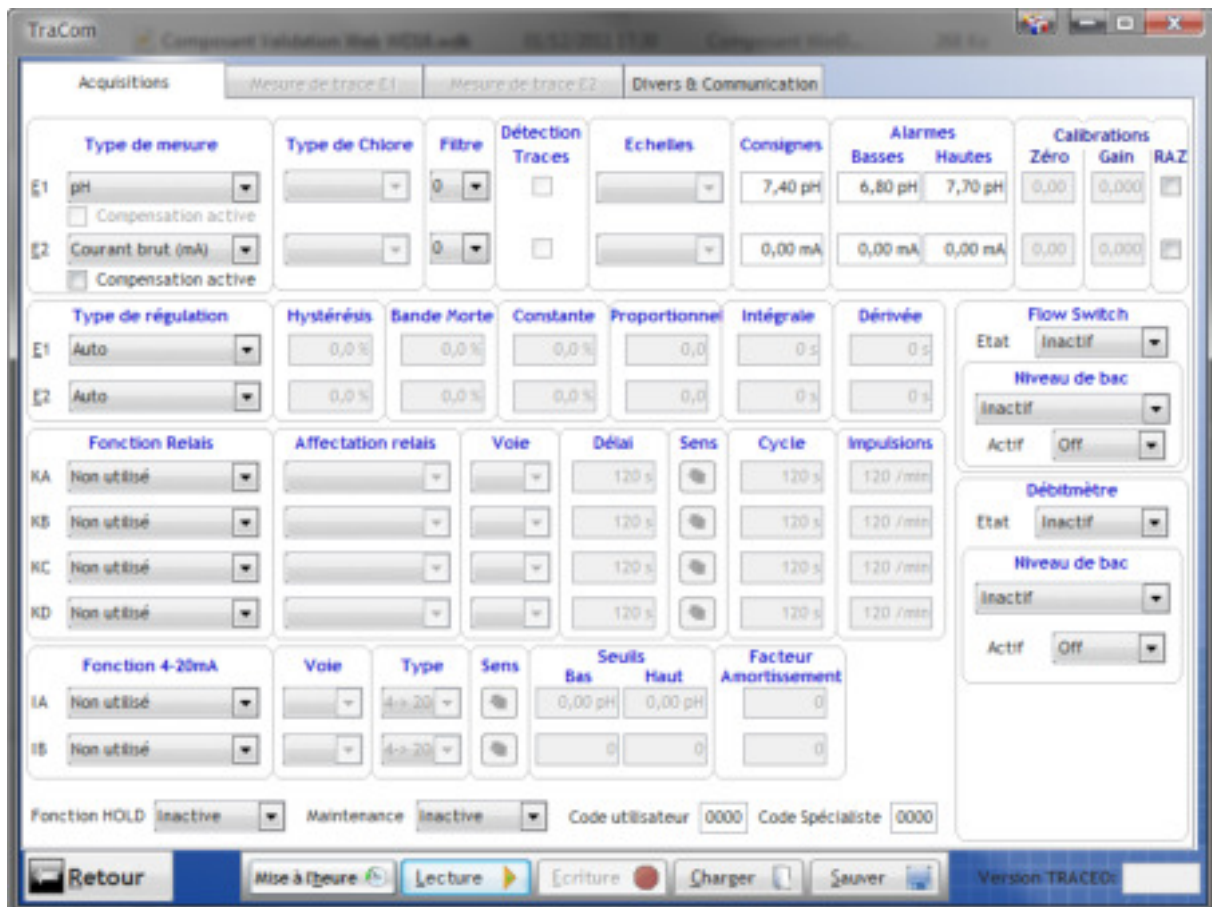 TraCom
Composant Validation Web
Acquisitions Mesure de trace E1 Mesure de trace E2 Divers & Communication
Type de mesure Type de Chlore Filtre Détection Traces Echelles Consignes Alarmes Basses Hautes Calibrations Zéro Gain RAZ
E1 pH 0 7,40 pH 6,80 pH 7,70 pH 0,00 0,000
Compensation active
E2 Courant brut (mA) 0 0,00 mA 0,00 mA 0,00 mA 0,00 0,000
Compensation active
Type de régulation Hystérésis Bande Morte Constante Proportionnel Intégrale Dérivée
E1 Auto 0,0 % 0,0 % 0,0 % 0,0 0 s 0 s
E2 Auto 0,0 % 0,0 % 0,0 % 0,0 0 s 0 s
Flow Switch
Etat Inactif
Niveau de bac
Inactif
Actif Off
Fonction Relais Affectation relais Voie Délai Sens Cycle Impulsions
KA Non utilisé 120 s 120 s 120 /min
KB Non utilisé 120 s 120 s 120 /min
KC Non utilisé 120 s 120 s 120 /min
KD Non utilisé 120 s 120 s 120 /min
Débitmètre
Etat Inactif
Niveau de bac
Inactif
Actif Off
Fonction 4-20mA Voie Type Sens Seuils Bas Haut Facteur Amortissement
IA Non utilisé 4-> 20 0,00 pH 0,00 pH 0
IB Non utilisé 4-> 20 0 0 0
Fonction HOLD Inactive Maintenance Inactive Code utilisateur 0000 Code Spécialiste 0000
Retour Mise à l'heure Lecture Ecriture Charger Sauver Version TRACEO: